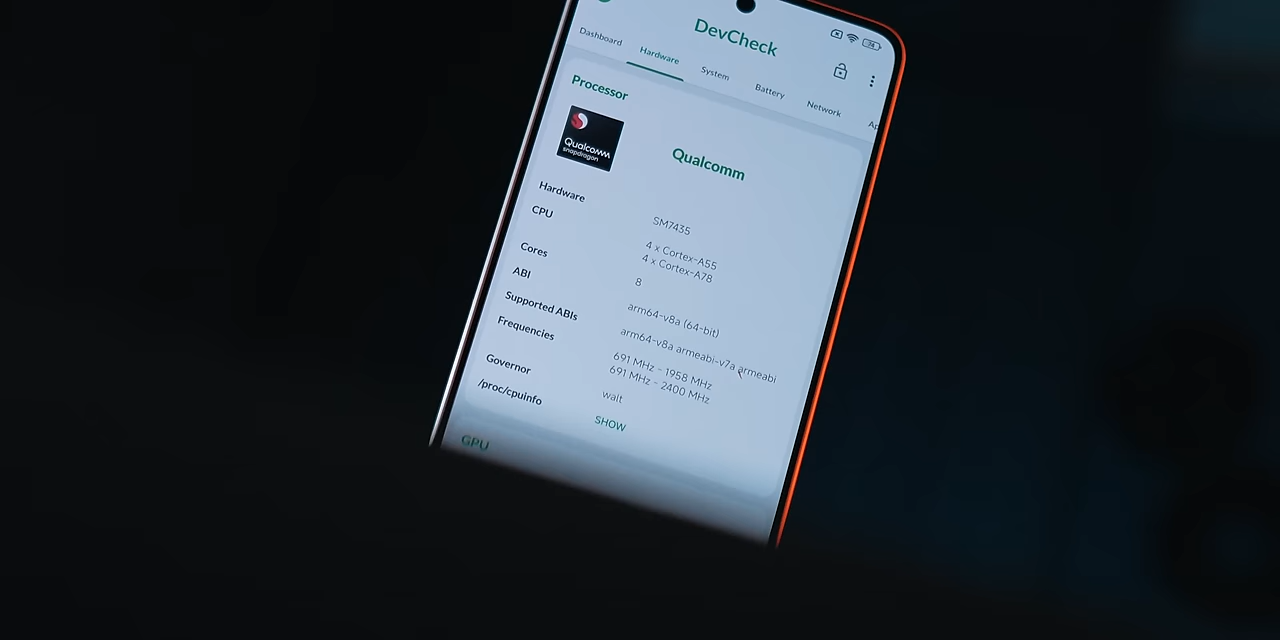 DevCheck
74
Dashboard Hardware System Battery Network Ap
Processor
Qualcomm
snapdragon
Qualcomm
Hardware SM7435
CPU 4 x Cortex-A55
4 x Cortex-A78
Cores 8
ABI arm64-v8a (64-bit)
Supported ABIs arm64-v8a armeabi-v7a armeabi
Frequencies 691 MHz - 1958 MHz
691 MHz - 2400 MHz
Governor walt
/proc/cpuinfo SHOW
GPU